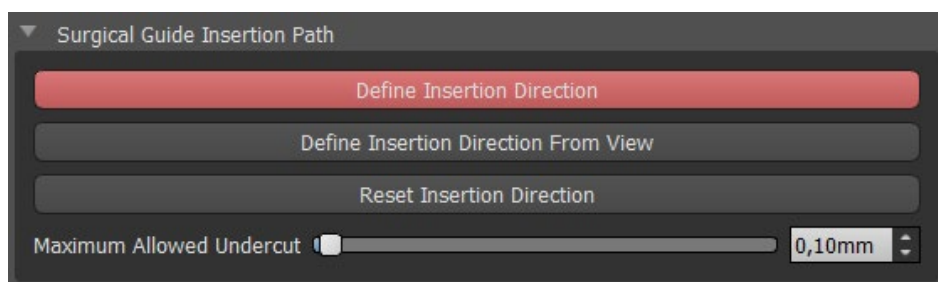 Surgical Guide Insertion Path
Define Insertion Direction
Define Insertion Direction From View
Reset Insertion Direction
Maximum Allowed Undercut 0,10mm